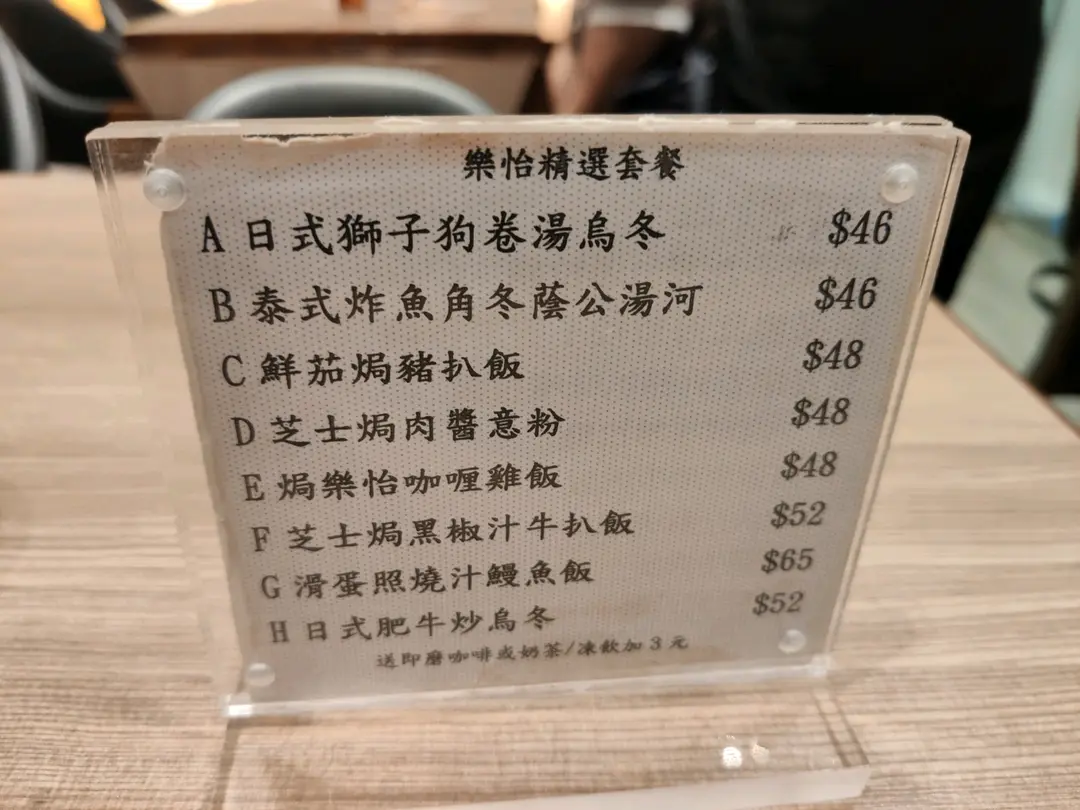 樂怡精選套餐
A 日式獅子狗卷湯烏冬 $46
B 泰式炸魚角冬蔭公湯河 $46
C 鮮茄焗豬扒飯 $48
D 芝士焗肉醬意粉 $48
E 焗樂怡咖喱雞飯 $48
F 芝士焗黑椒汁牛扒飯 $52
G 滑蛋照燒汁鰻魚飯 $65
H 日式肥牛炒烏冬 $52
送即磨咖啡或奶茶/凍飲加3元